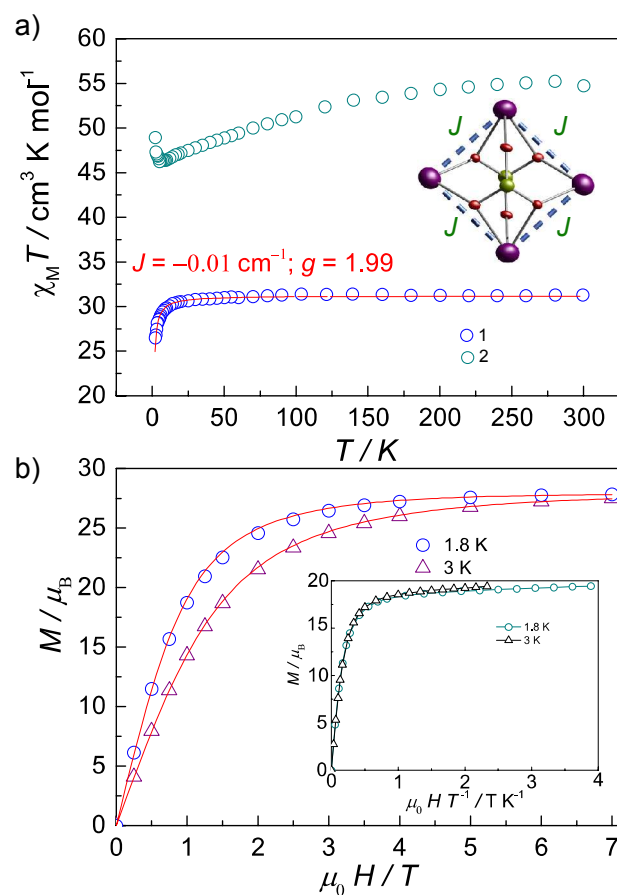 a)
60
55
50
45
40
35
30
25
20
χMT / cm³ K mol⁻¹
J
J
J
J
J = −0.01 cm⁻¹; g = 1.99
1
2
0 50 100 150 200 250 300
T / K
b)
30
25
20
15
10
5
0
M / μB
1.8 K
3 K
20
15
10
5
0
M / μB
1.8 K
3 K
0 1 2 3 4
μ0 H T⁻¹ / T K⁻¹
0 1 2 3 4 5 6 7
μ0 H / T